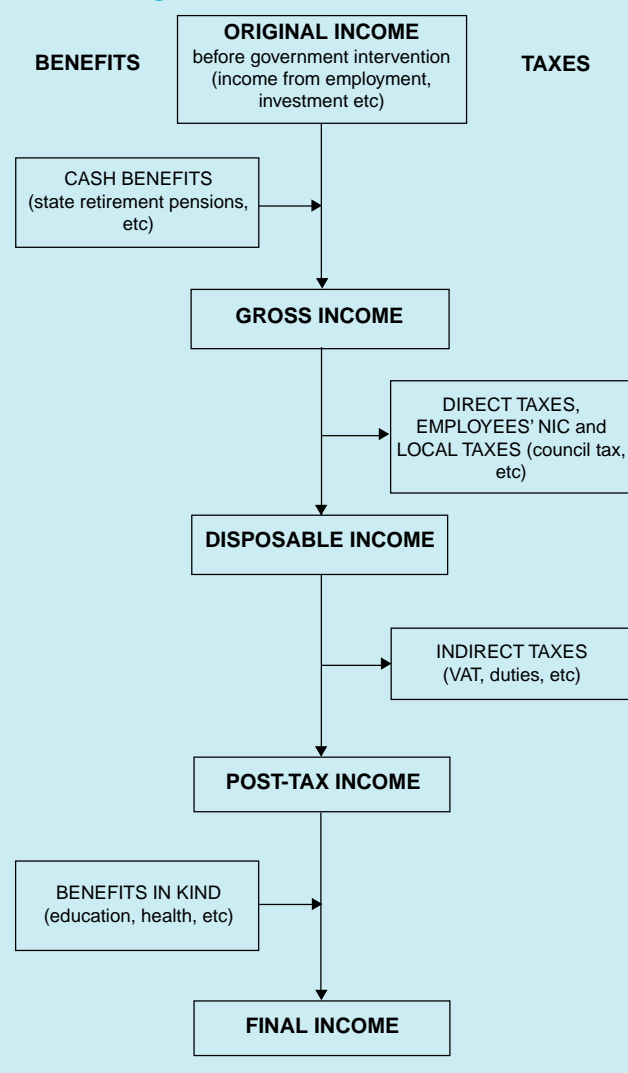 ORIGINAL INCOME
before government intervention
(income from employment,
investment etc)
BENEFITS
TAXES
CASH BENEFITS
(state retirement pensions,
etc)
GROSS INCOME
DIRECT TAXES,
EMPLOYEES’ NIC and
LOCAL TAXES (council tax,
etc)
DISPOSABLE INCOME
INDIRECT TAXES
(VAT, duties, etc)
POST-TAX INCOME
BENEFITS IN KIND
(education, health, etc)
FINAL INCOME